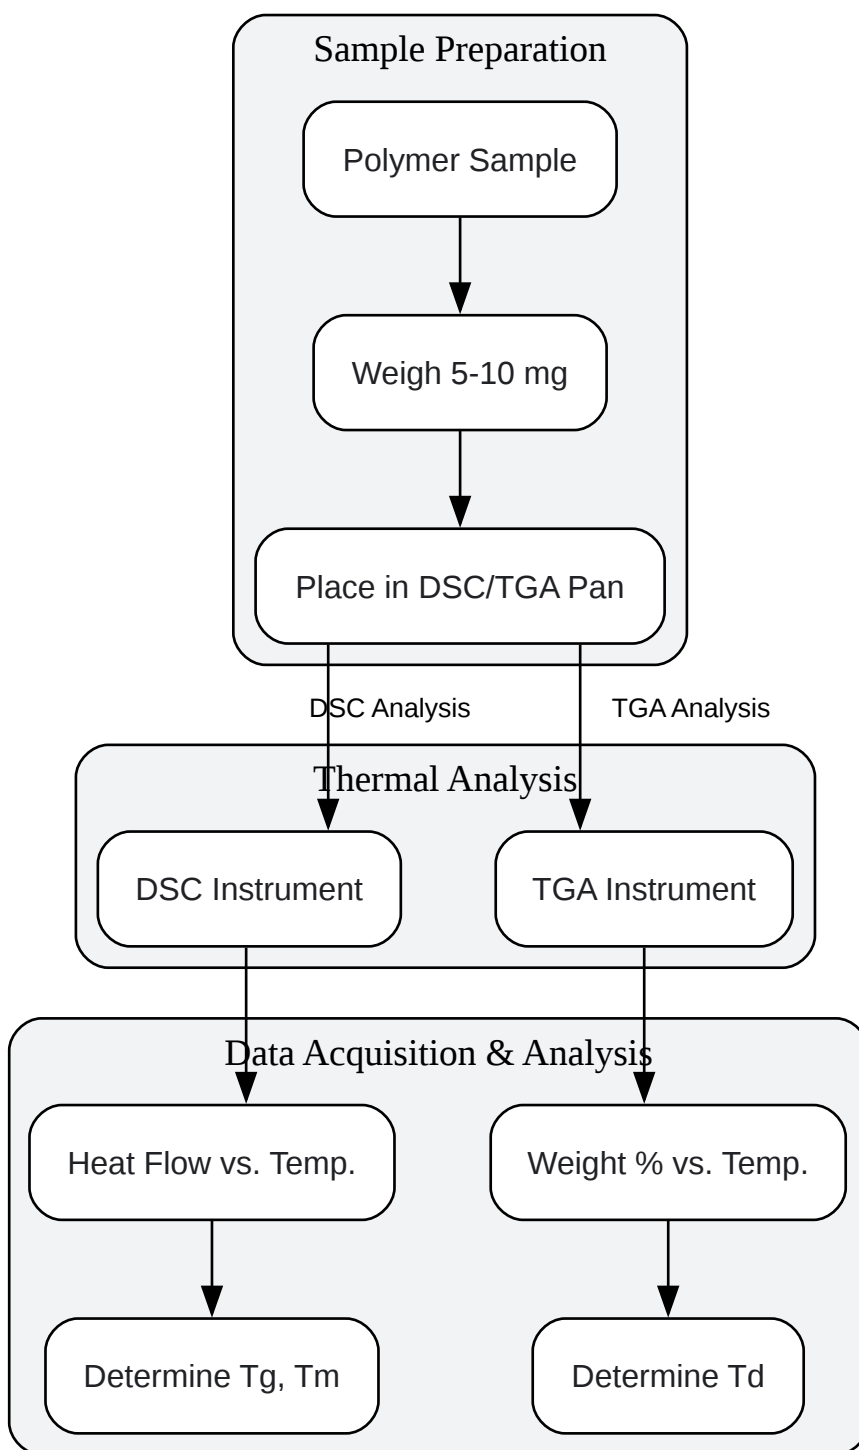 Sample Preparation
Polymer Sample
Weigh 5-10 mg
Place in DSC/TGA Pan
DSC Analysis
TGA Analysis
Thermal Analysis
DSC Instrument
TGA Instrument
Data Acquisition & Analysis
Heat Flow vs. Temp.
Weight % vs. Temp.
Determine Tg, Tm
Determine Td